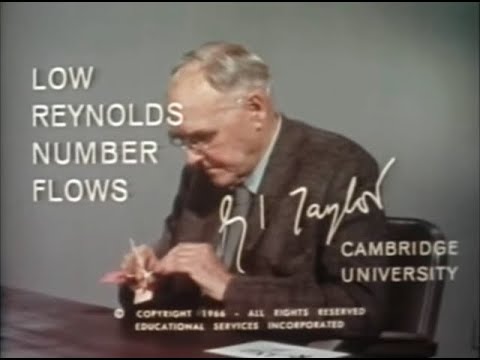 LOW
REYNOLDS
NUMBER
FLOWS
G I Taylor
CAMBRIDGE
UNIVERSITY
© COPYRIGHT 1966 - ALL RIGHTS RESERVED
EDUCATIONAL SERVICES INCORPORATED